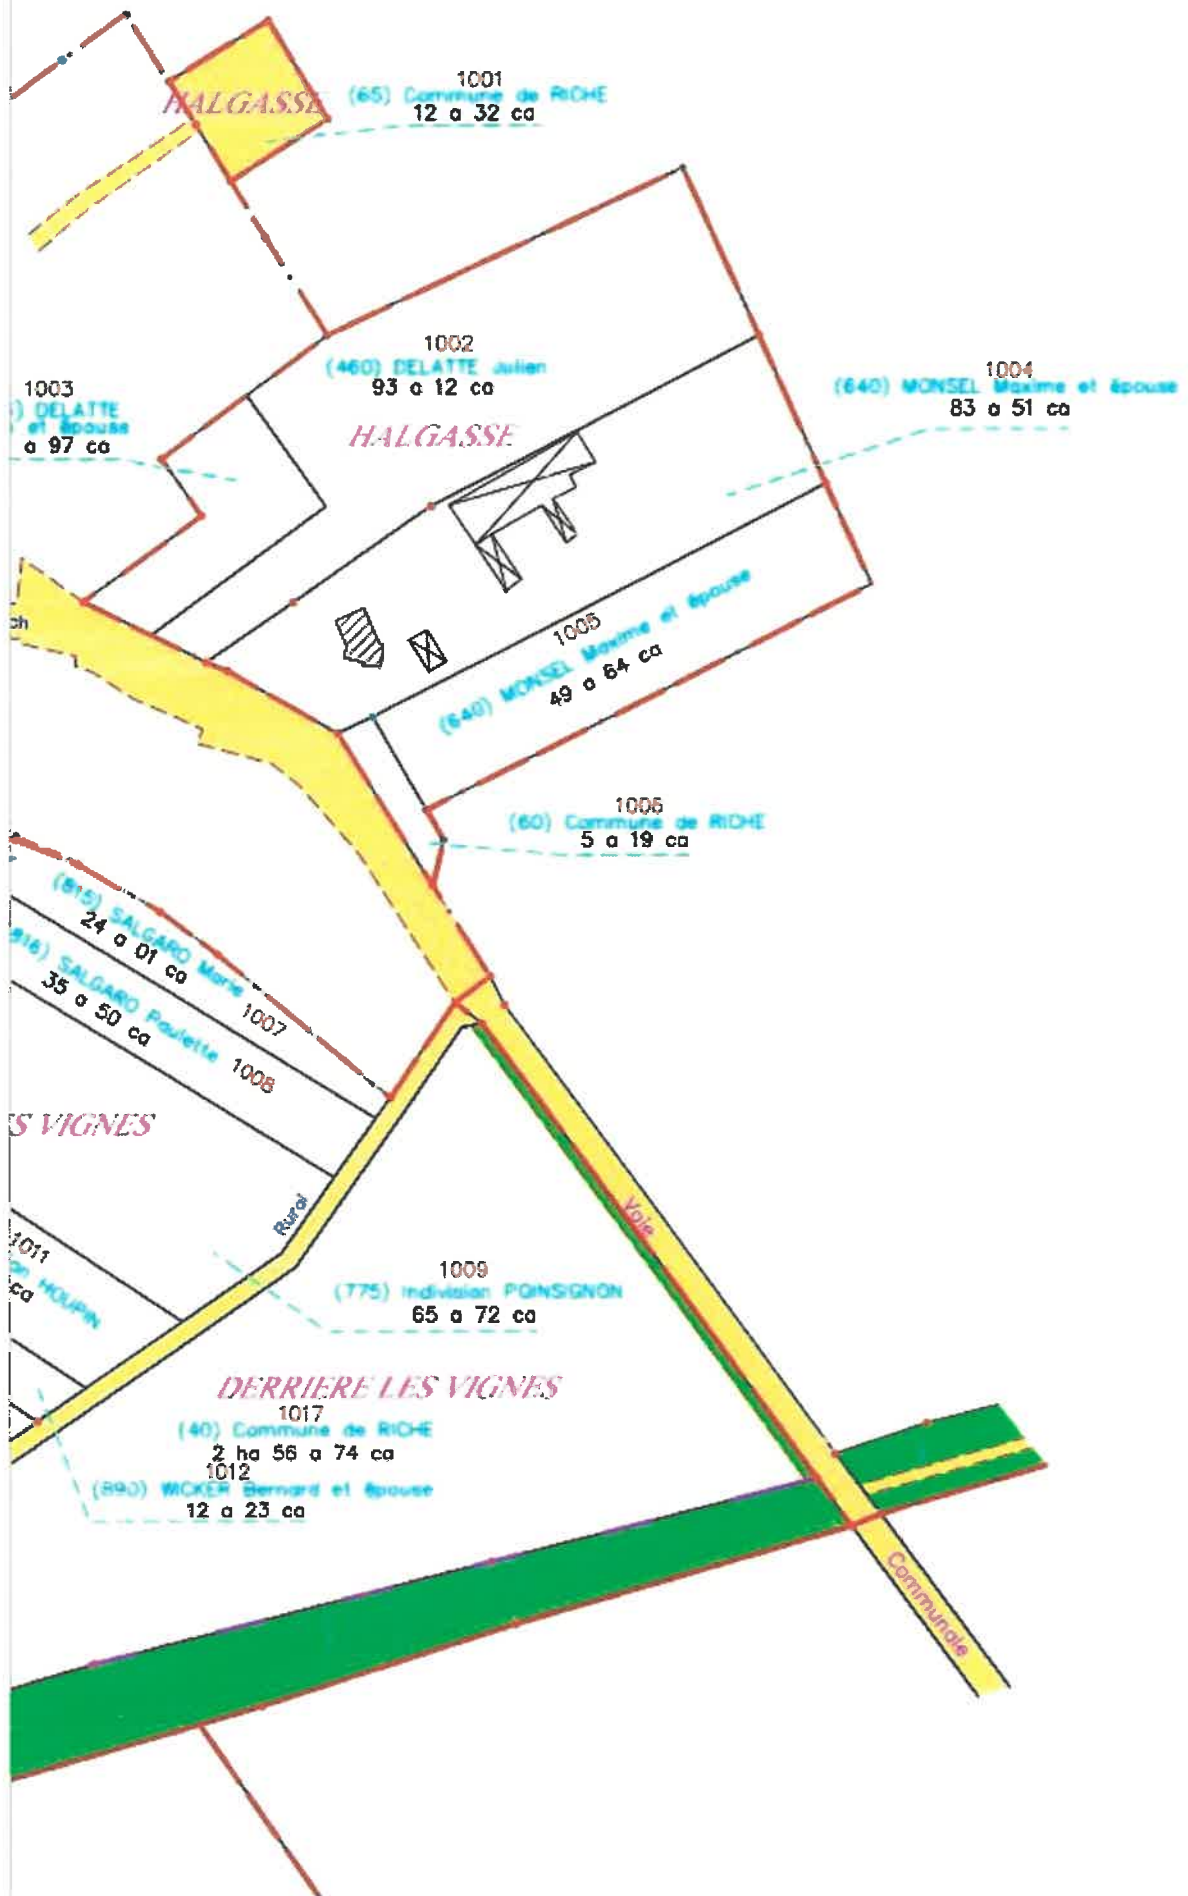 1001
(65) Commune de RICHE
12 a 32 ca
HALGASSE
1002
(460) DELATTE Julien
93 a 12 ca
HALGASSE
1003
) DELATTE
et épouse
a 97 ca
1004
(640) MONSEL Maxime et épouse
83 a 51 ca
ch
1005
(640) MONSEL Maxime et épouse
49 a 64 ca
1006
(60) Commune de RICHE
5 a 19 ca
(815) SALGARO Marie
24 a 01 ca
1007
816) SALGARO Paulette
35 a 50 ca
1008
S VIGNES
Rural
Voie
1011
on HOUPIN
ca
1009
(775) Indivision POINSIGNON
65 a 72 ca
DERRIERE LES VIGNES
1017
(40) Commune de RICHE
2 ha 56 a 74 ca
1012
(890) WICKER Bernard et épouse
12 a 23 ca
Communale